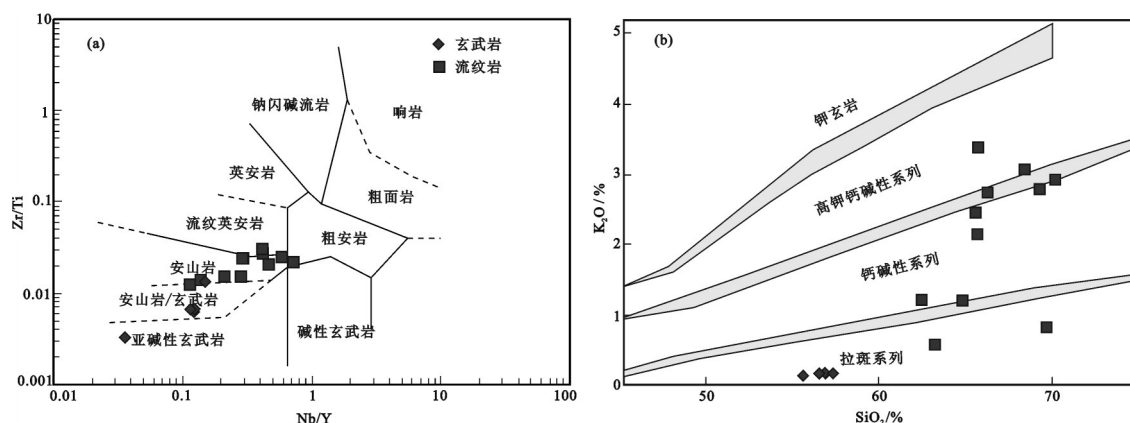 10
(a)
玄武岩
流纹岩
钠闪碱流岩
响岩
1
Zr/Ti
英安岩
0.1
粗面岩
流纹英安岩
粗安岩
安山岩
0.01
安山岩/玄武岩
碱性玄武岩
亚碱性玄武岩
0.001
0.01
0.1
1
10
100
Nb/Y
6
(b)
5
钾玄岩
4
K₂O/%
3
高钾钙碱性系列
2
钙碱性系列
1
拉斑系列
0
50
60
70
SiO₂/%